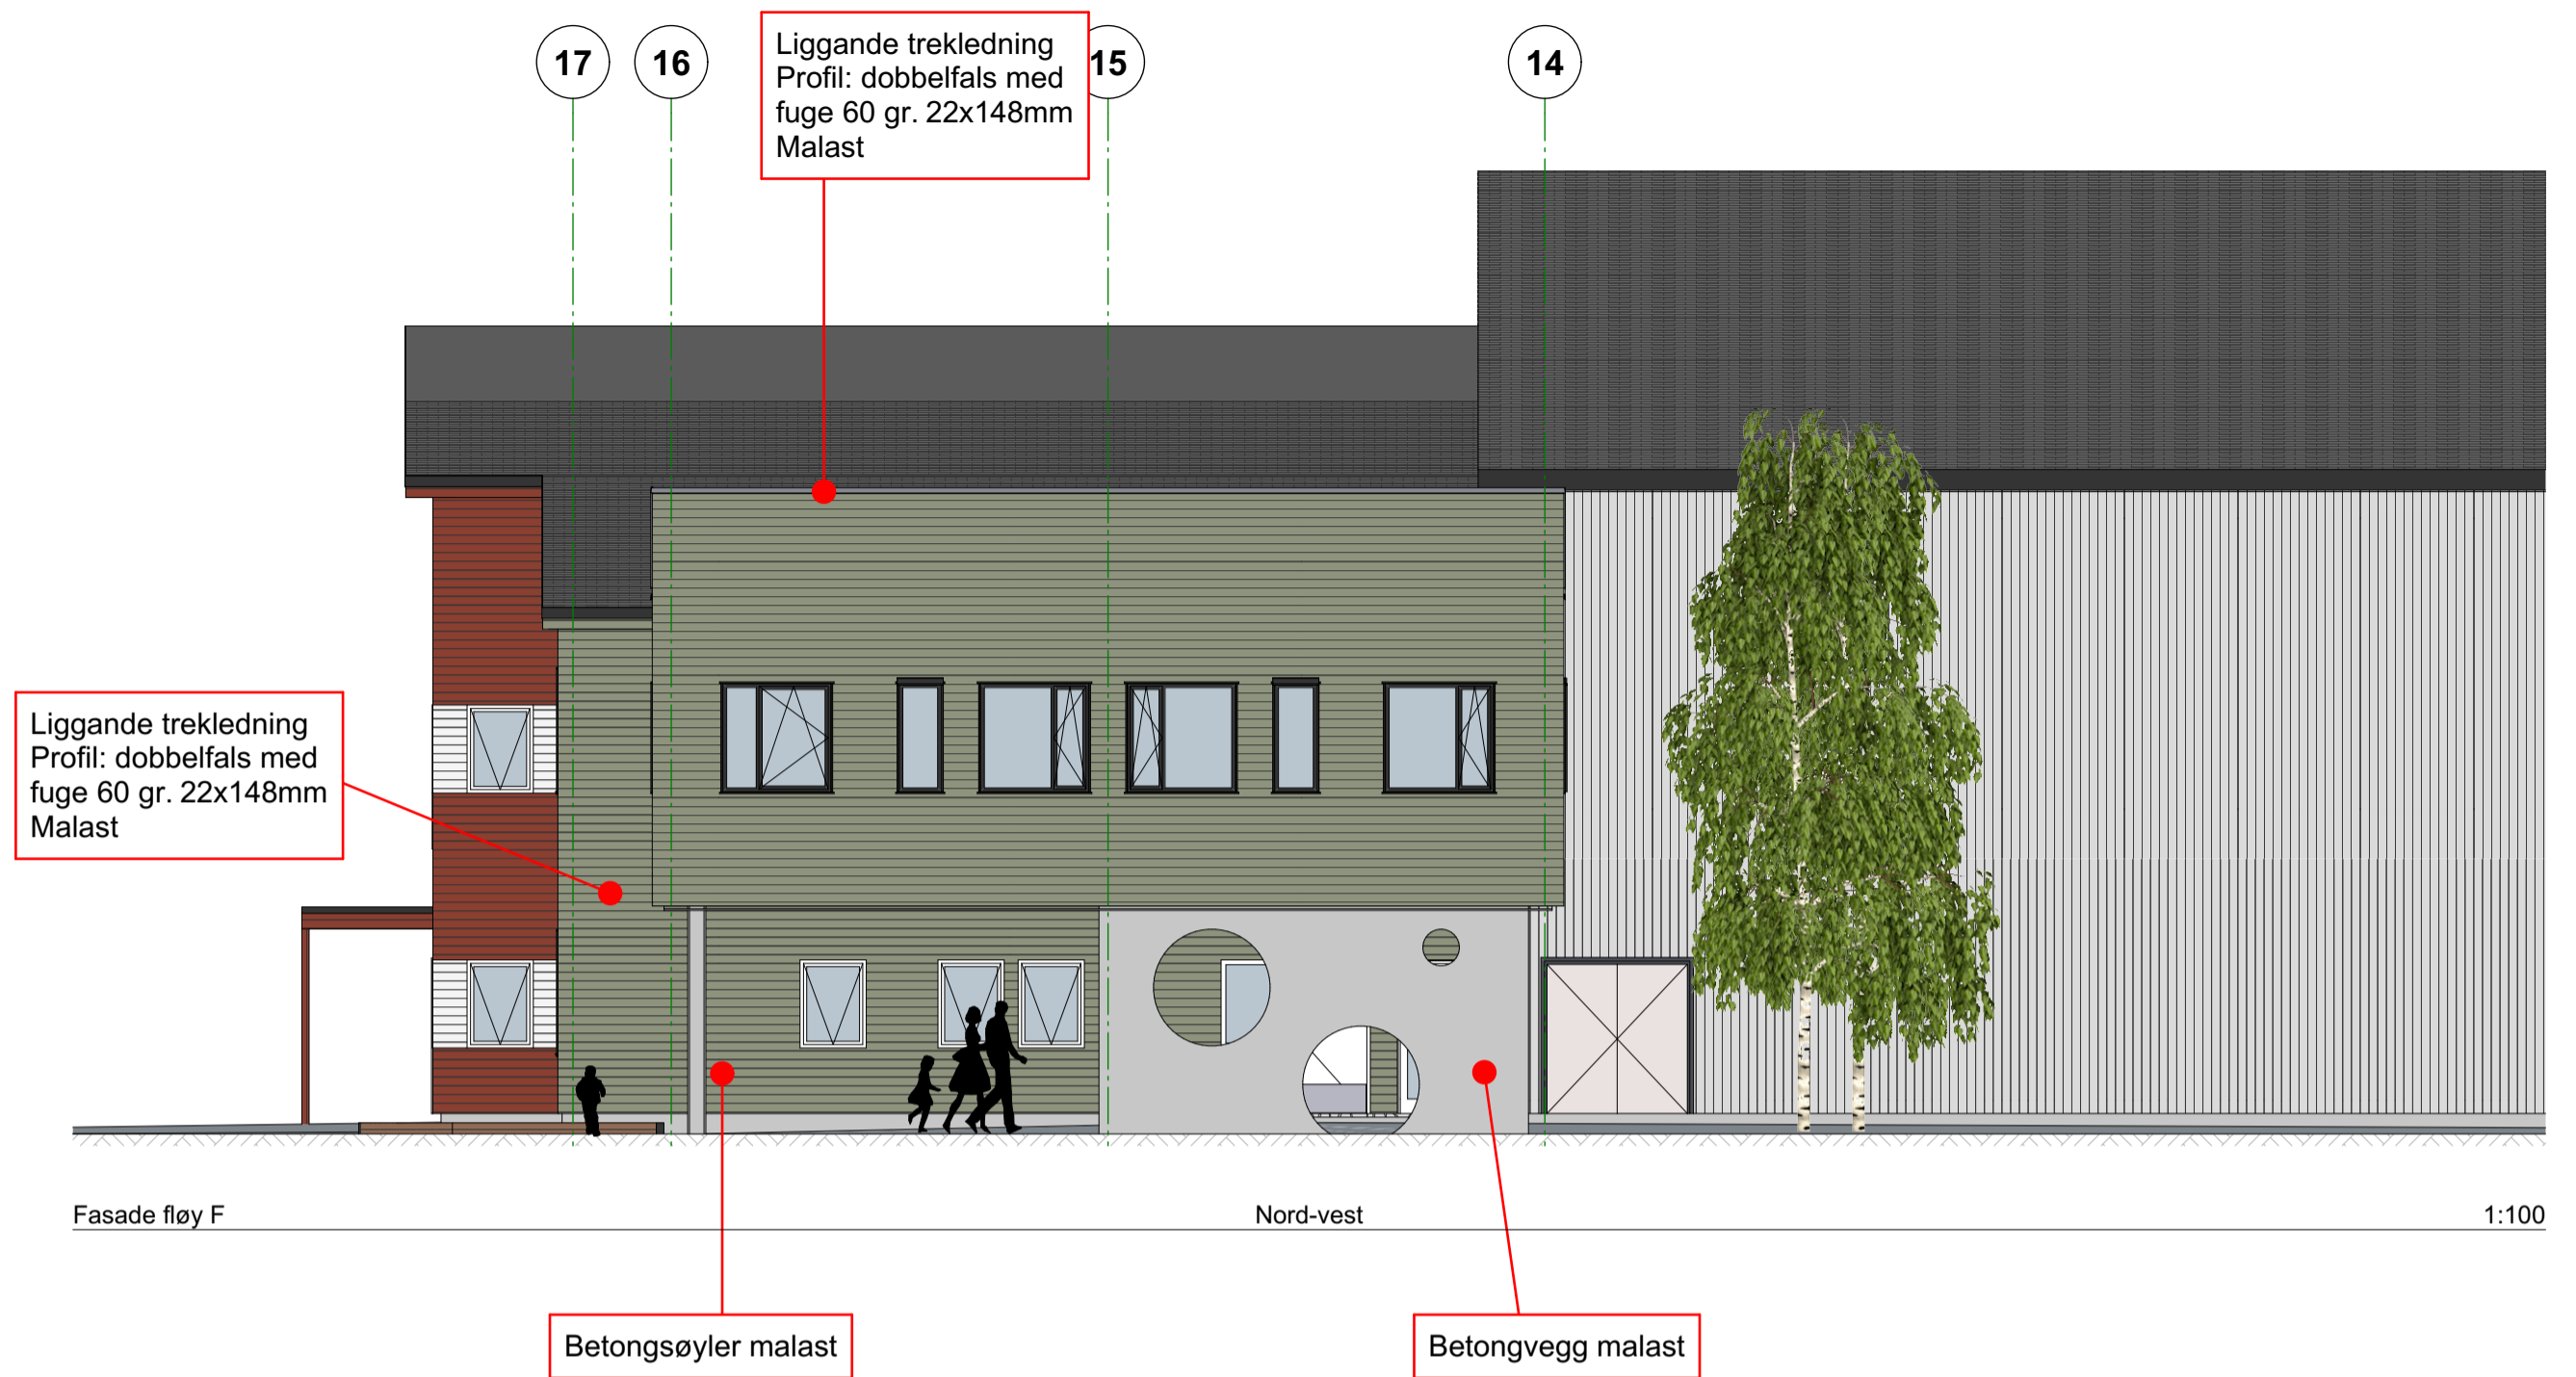 17
16
Liggande trekledning
Profil: dobbelfals med
fuge 60 gr. 22x148mm
Malast
15
14
Liggande trekledning
Profil: dobbelfals med
fuge 60 gr. 22x148mm
Malast
Fasade fløy F
Nord-vest
1:100
Betongsøyler malast
Betongvegg malast